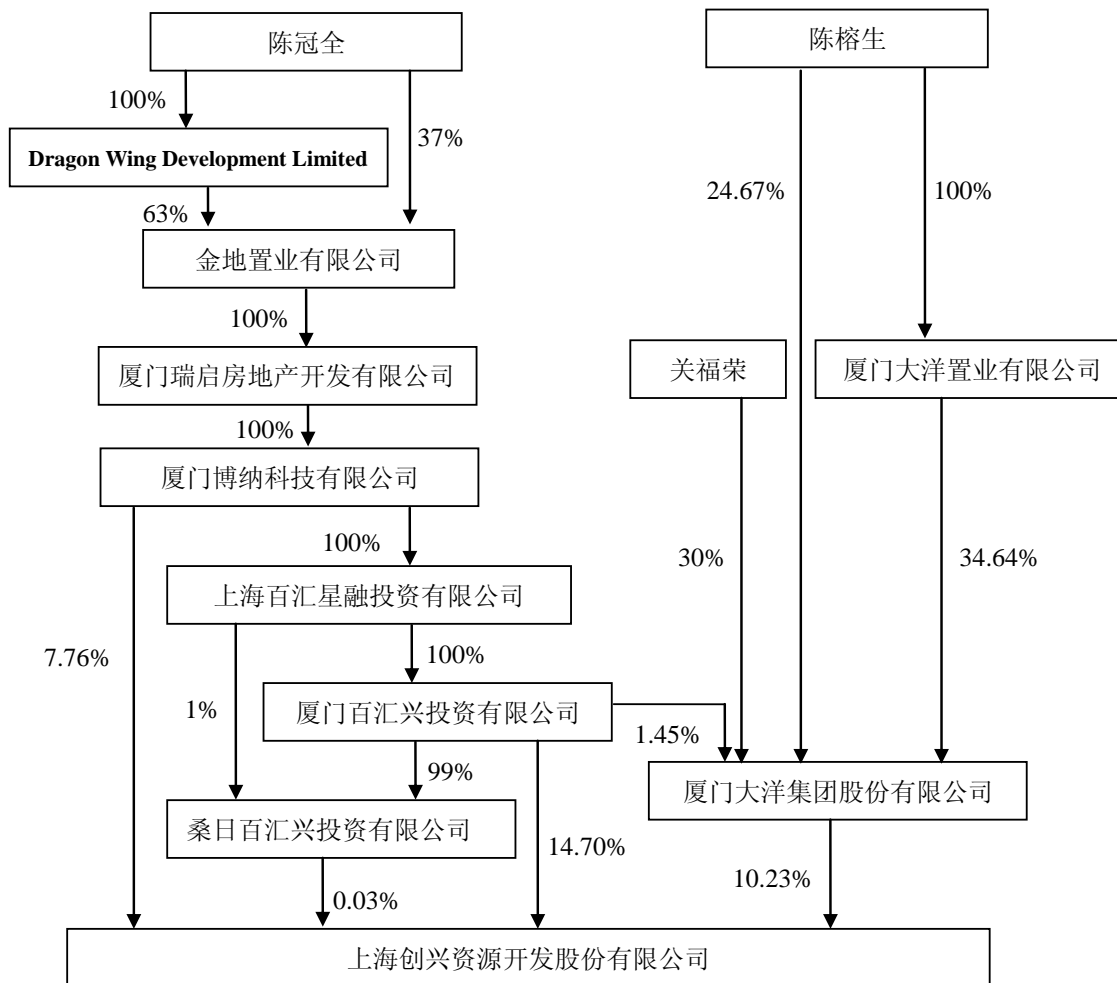 陈冠全
陈榕生
100%
37%
Dragon Wing Development Limited
24.67%
100%
63%
金地置业有限公司
100%
厦门瑞启房地产开发有限公司
关福荣
厦门大洋置业有限公司
100%
厦门博纳科技有限公司
100%
30%
34.64%
上海百汇星融投资有限公司
7.76%
100%
1%
厦门百汇兴投资有限公司
1.45%
99%
厦门大洋集团股份有限公司
桑日百汇兴投资有限公司
14.70%
10.23%
0.03%
上海创兴资源开发股份有限公司